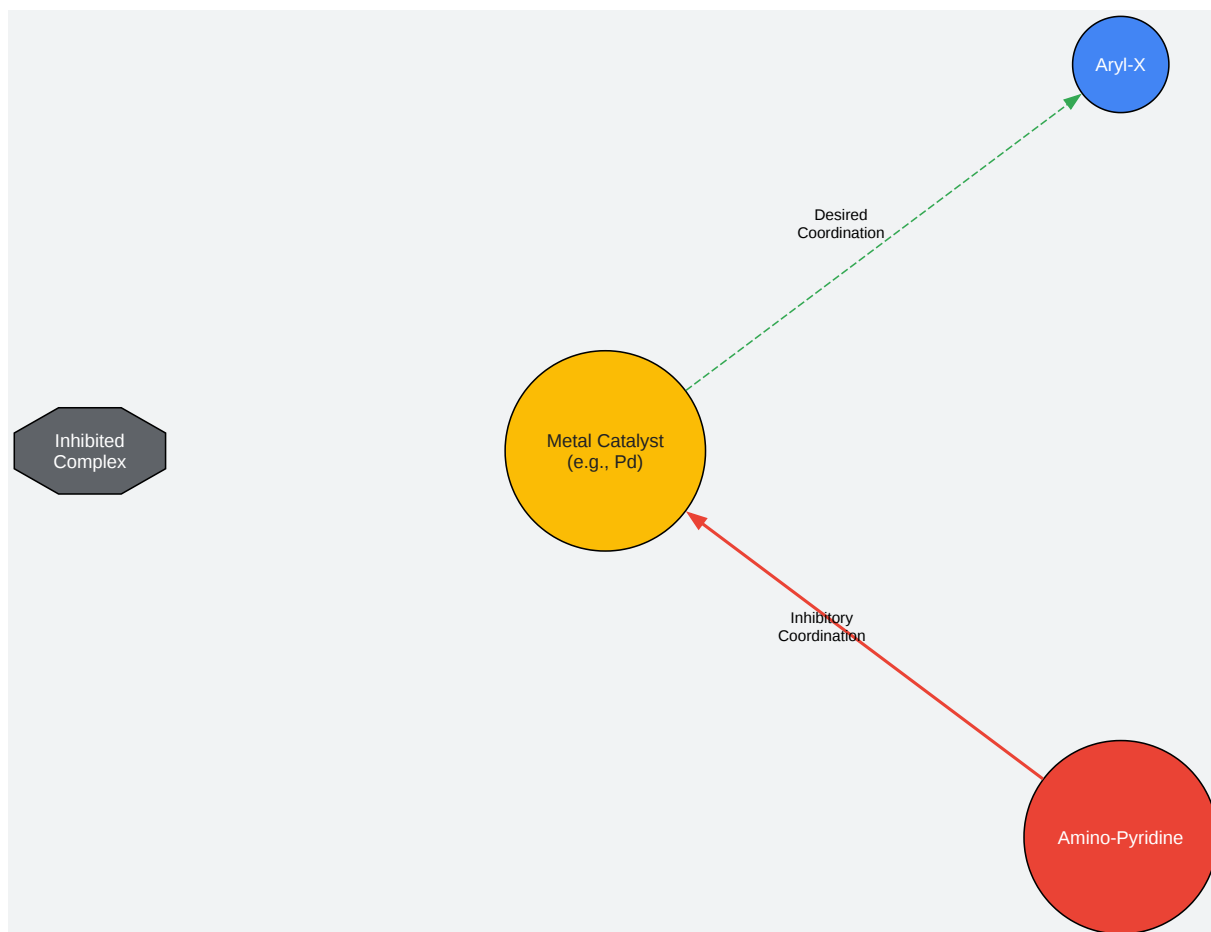 Aryl-X
Desired
Coordination
Inhibited
Complex
Metal Catalyst
(e.g., Pd)
Inhibitory
Coordination
Amino-Pyridine